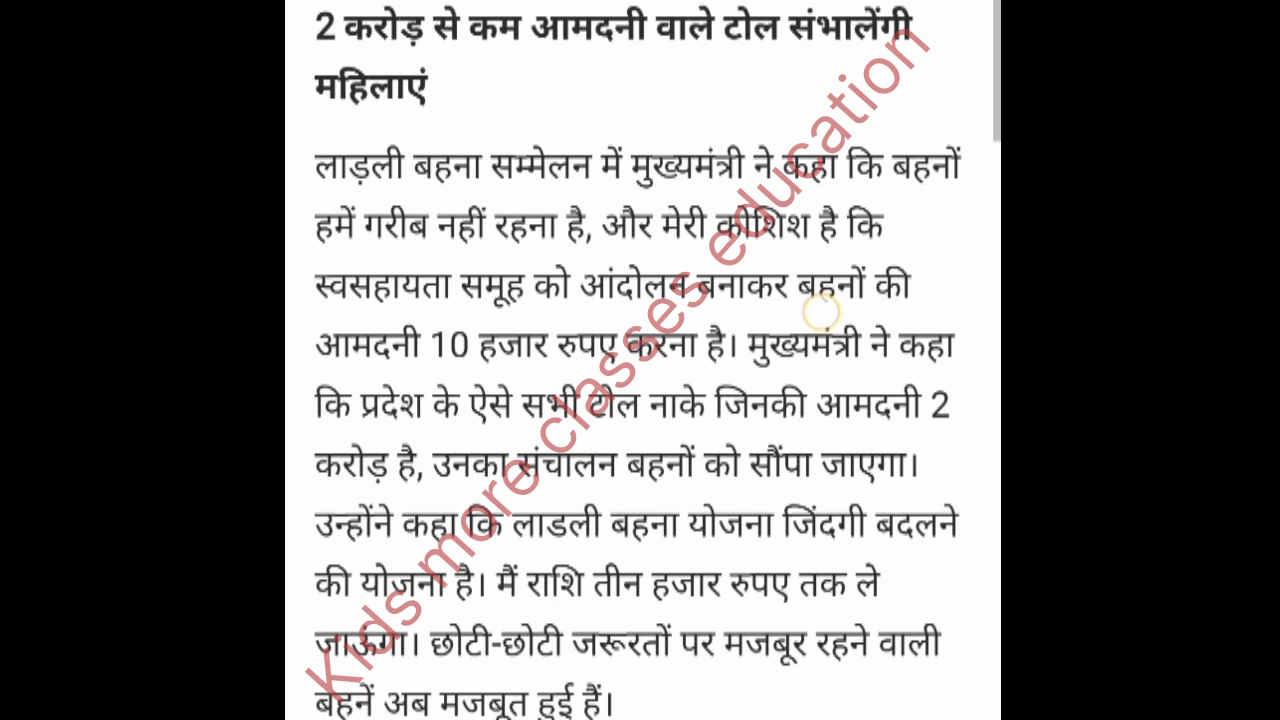 2 करोड़ से कम आमदनी वाले टोल संभालेंगी
महिलाएं
लाड़ली बहना सम्मेलन में मुख्यमंत्री ने कहा कि बहनों
हमें गरीब नहीं रहना है, और मेरी कोशिश है कि
स्वसहायता समूह को आंदोलन बनाकर बहनों की
आमदनी 10 हजार रुपए करना है। मुख्यमंत्री ने कहा
कि प्रदेश के ऐसे सभी टोल नाके जिनकी आमदनी 2
करोड़ है, उनका संचालन बहनों को सौंपा जाएगा।
उन्होंने कहा कि लाडली बहना योजना जिंदगी बदलने
की योजना है। मैं राशि तीन हजार रुपए तक ले
जाऊंगा। छोटी-छोटी जरूरतों पर मजबूर रहने वाली
बहनें अब मजबूत हुई हैं।
Kids more classes education